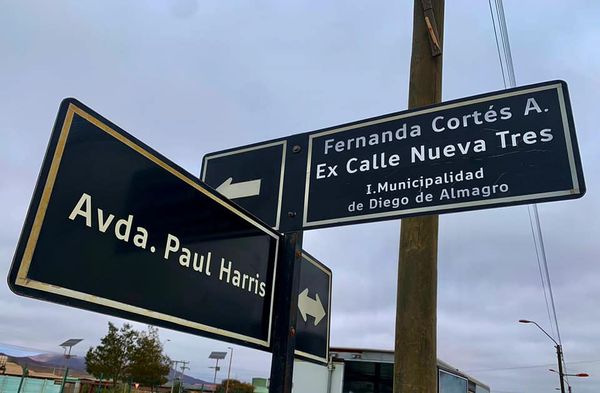 Avda. Paul Harris
Fernanda Cortés A.
Ex Calle Nueva Tres
I.Municipalidad
de Diego de Almagro